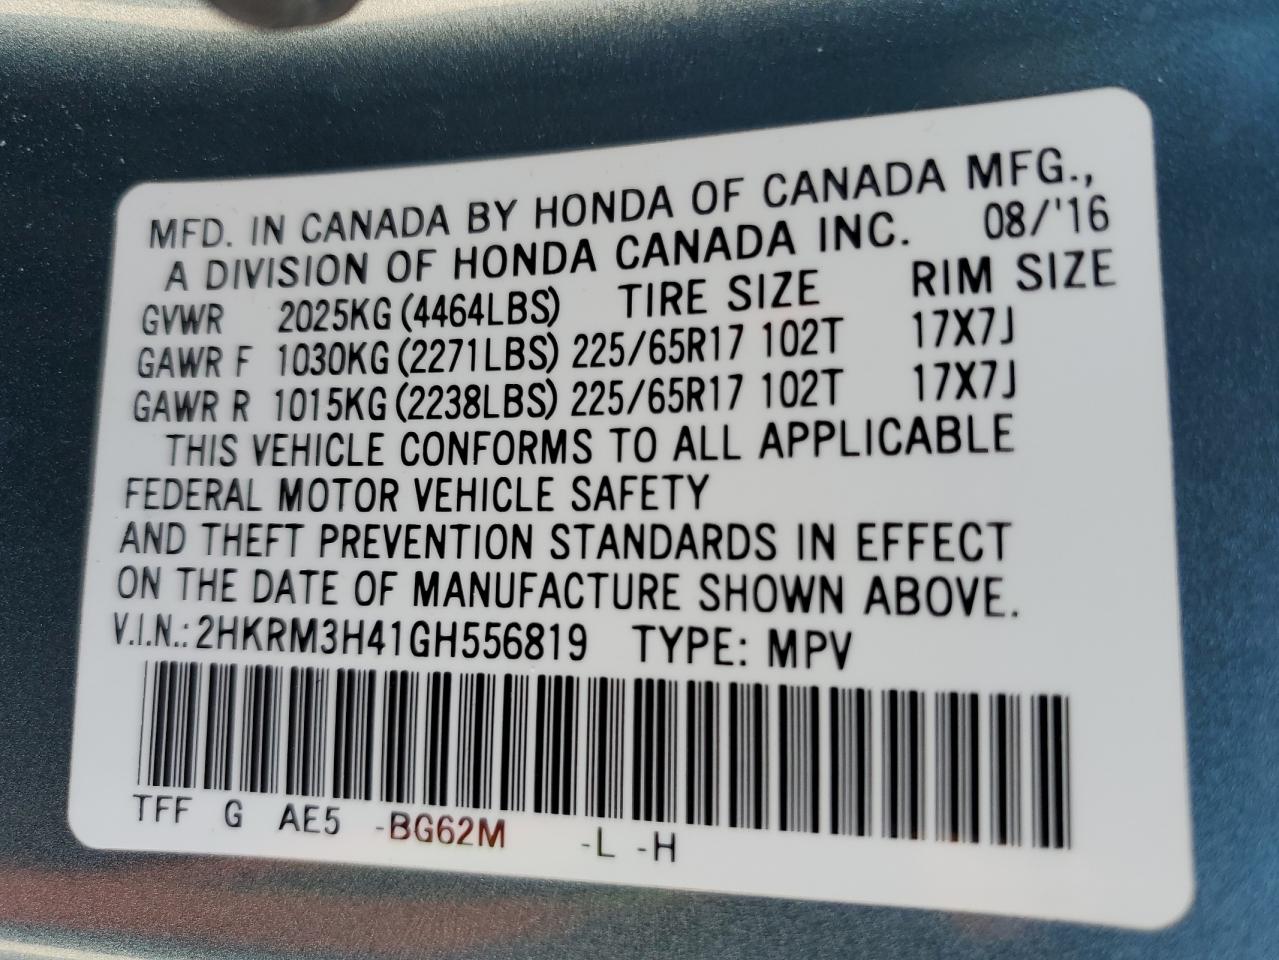 MFD. IN CANADA BY HONDA OF CANADA MFG.,
A DIVISION OF HONDA CANADA INC. 08/'16
GVWR 2025KG (4464LBS) TIRE SIZE RIM SIZE
GAWR F 1030KG (2271LBS) 225/65R17 102T 17X7J
GAWR R 1015KG (2238LBS) 225/65R17 102T 17X7J
THIS VEHICLE CONFORMS TO ALL APPLICABLE
FEDERAL MOTOR VEHICLE SAFETY
AND THEFT PREVENTION STANDARDS IN EFFECT
ON THE DATE OF MANUFACTURE SHOWN ABOVE.
V.I.N.: 2HKRM3H41GH556819 TYPE: MPV
TFF G AE5 -BG62M -L -H